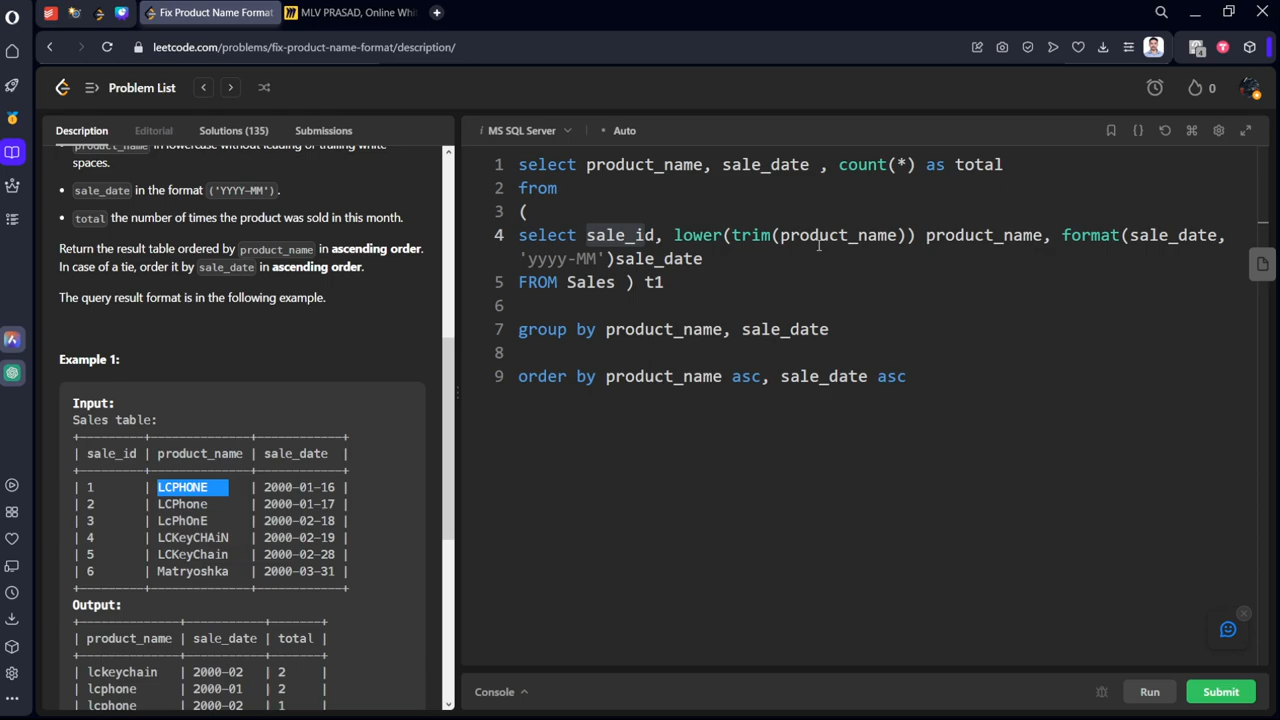 Fix Product Name Format
MLV PRASAD, Online Whi
leetcode.com/problems/fix-product-name-format/description/
Problem List
0
Description
Editorial
Solutions (135)
Submissions
product_name in lowercase without leading or trailing white
spaces.
• sale_date in the format ('YYYY-MM').
• total the number of times the product was sold in this month.
Return the result table ordered by product_name in ascending order.
In case of a tie, order it by sale_date in ascending order.
The query result format is in the following example.
Example 1:
Input:
Sales table:
+---------+--------------+------------+
| sale_id | product_name | sale_date |
+---------+--------------+------------+
| 1 | LCPHONE | 2000-01-16 |
| 2 | LCPhone | 2000-01-17 |
| 3 | LcPhOnE | 2000-02-18 |
| 4 | LCKeyCHAiN | 2000-02-19 |
| 5 | LCKeyChain | 2000-02-28 |
| 6 | Matryoshka | 2000-03-31 |
+---------+--------------+------------+
Output:
+--------------+-----------+-------+
| product_name | sale_date | total |
+--------------+-----------+-------+
| lckeychain | 2000-02 | 2 |
| lcphone | 2000-01 | 2 |
| lcphone | 2000-02 | 1 |
i MS SQL Server
• Auto
1 select product_name, sale_date , count(*) as total
2 from
3 (
4 select sale_id, lower(trim(product_name)) product_name, format(sale_date,
'yyyy-MM')sale_date
5 FROM Sales ) t1
6
7 group by product_name, sale_date
8
9 order by product_name asc, sale_date asc
Console
Run
Submit